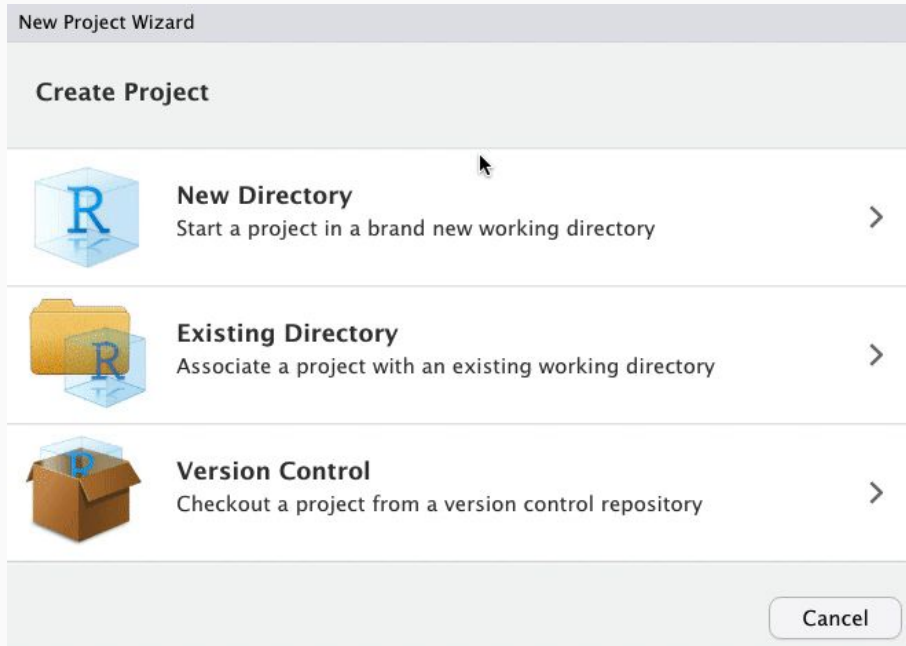 New Project Wizard
Create Project
R
New Directory
Start a project in a brand new working directory
R
Existing Directory
Associate a project with an existing working directory
R
Version Control
Checkout a project from a version control repository
Cancel